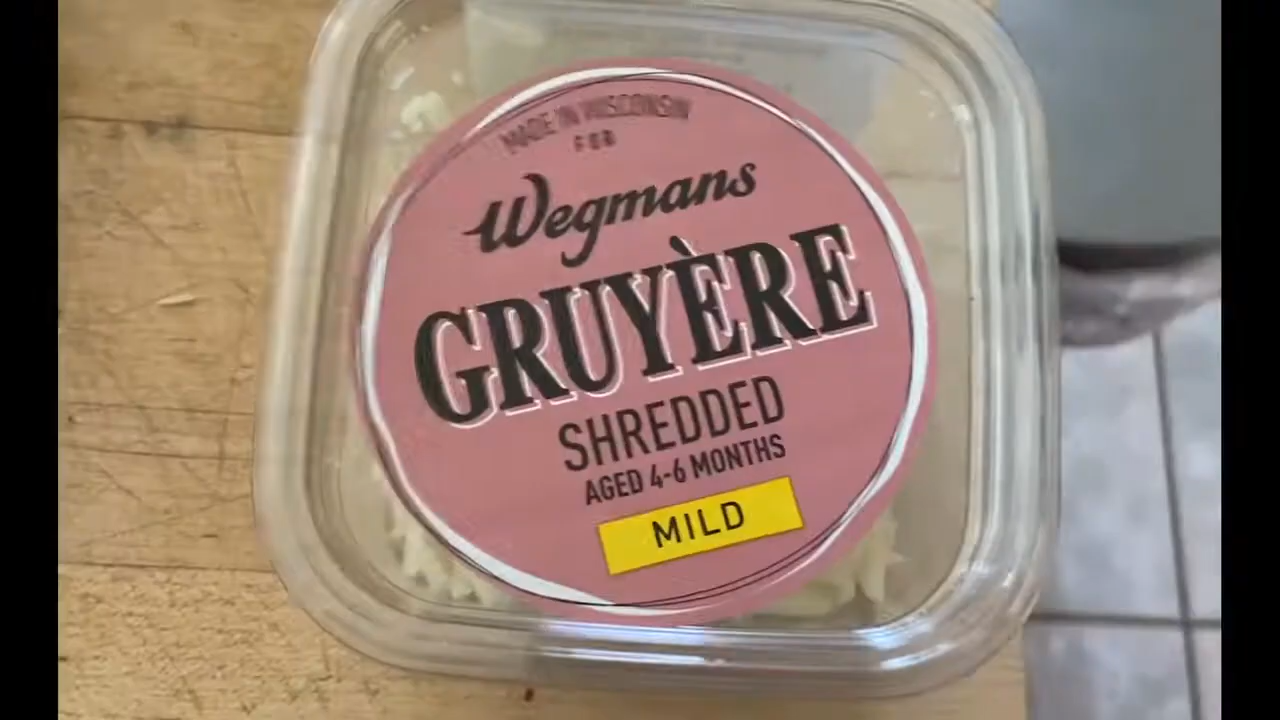 MADE IN WISCONSIN
FOR
Wegmans
GRUYÈRE
SHREDDED
AGED 4-6 MONTHS
MILD